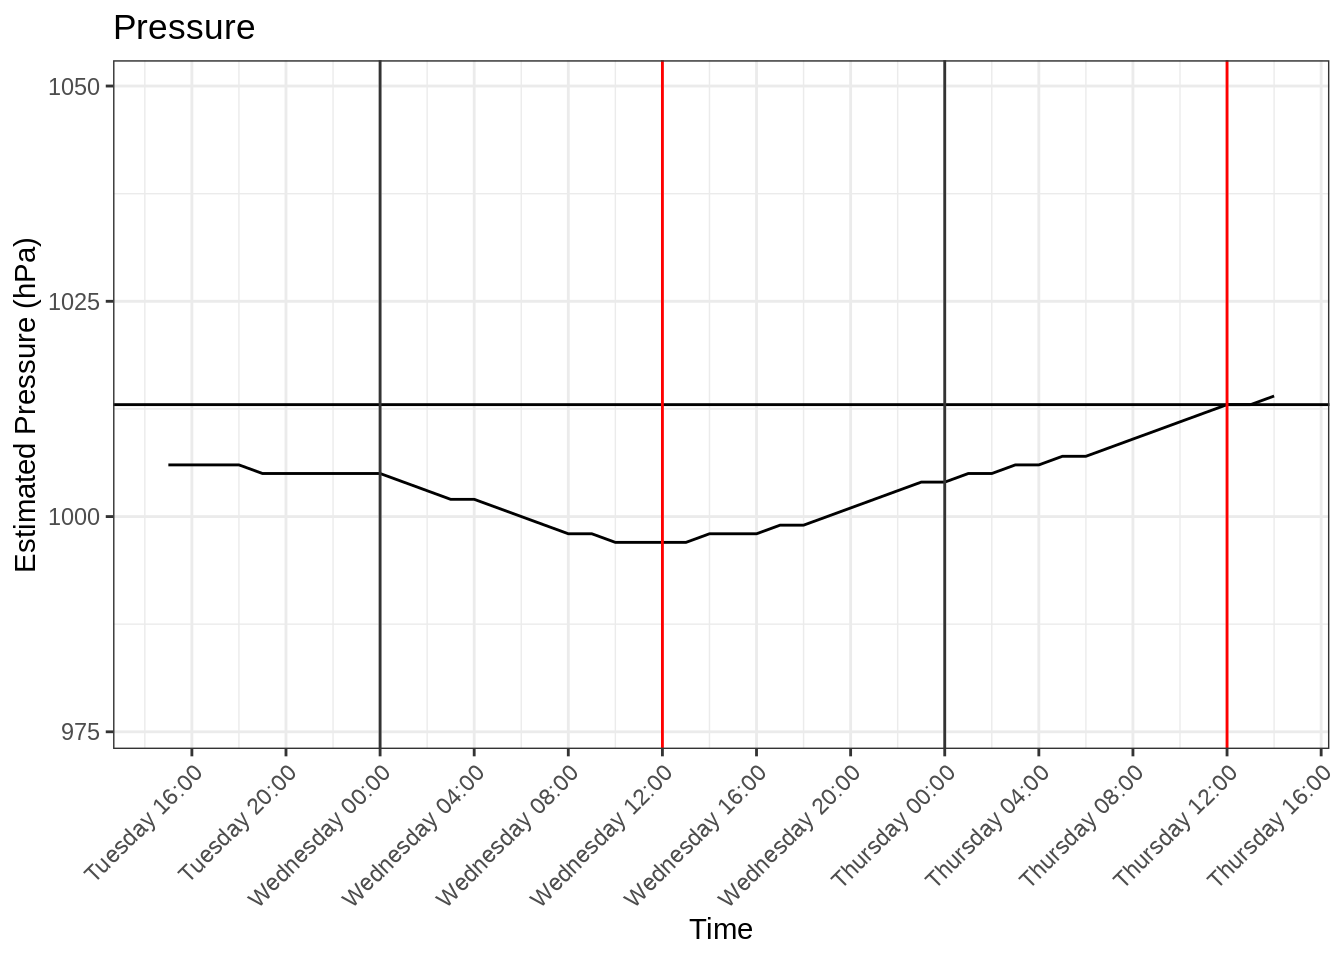 Pressure
Estimated Pressure (hPa)
1050
1025
1000
975
Tuesday 16:00
Tuesday 20:00
Wednesday 00:00
Wednesday 04:00
Wednesday 08:00
Wednesday 12:00
Wednesday 16:00
Wednesday 20:00
Thursday 00:00
Thursday 04:00
Thursday 08:00
Thursday 12:00
Thursday 16:00
Time